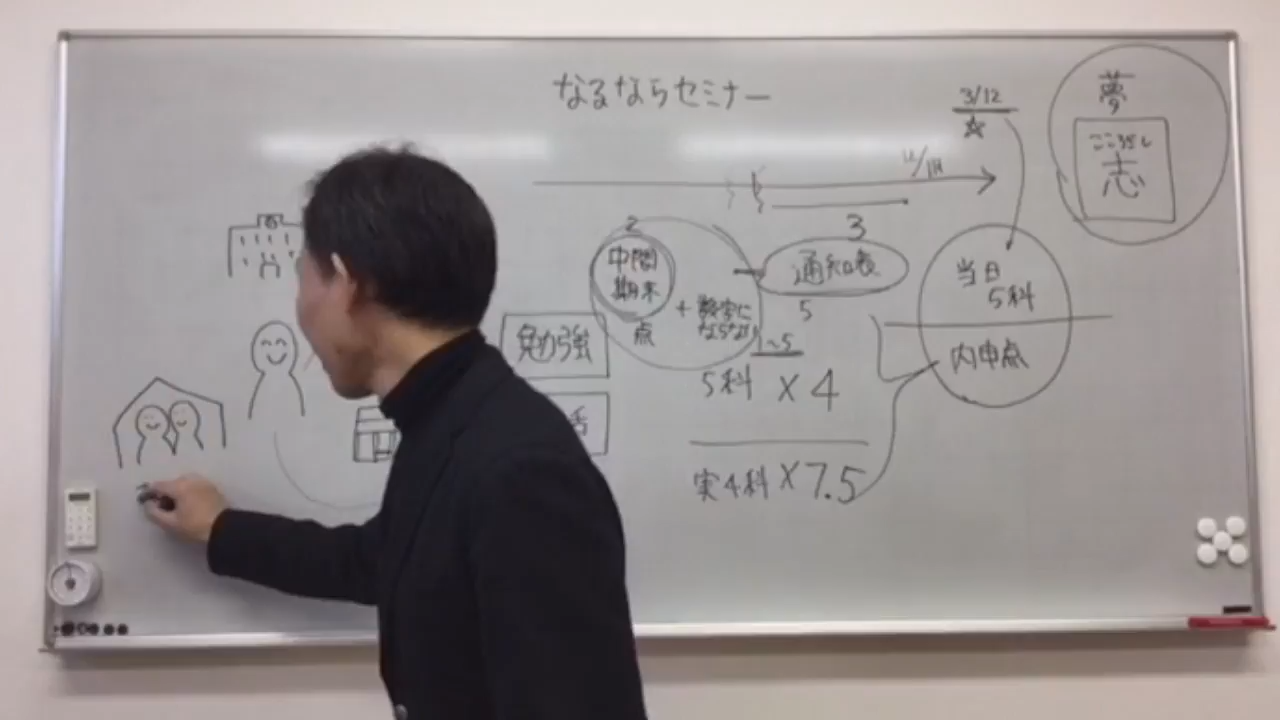 なるならセミナー
3/12
夢
こころざし
志
2
中間
期末
点
+ 数字に
ならない
3
通知表
5
1~5
当日
5科
内申点
勉強
5科 × 4
実4科 × 7.5